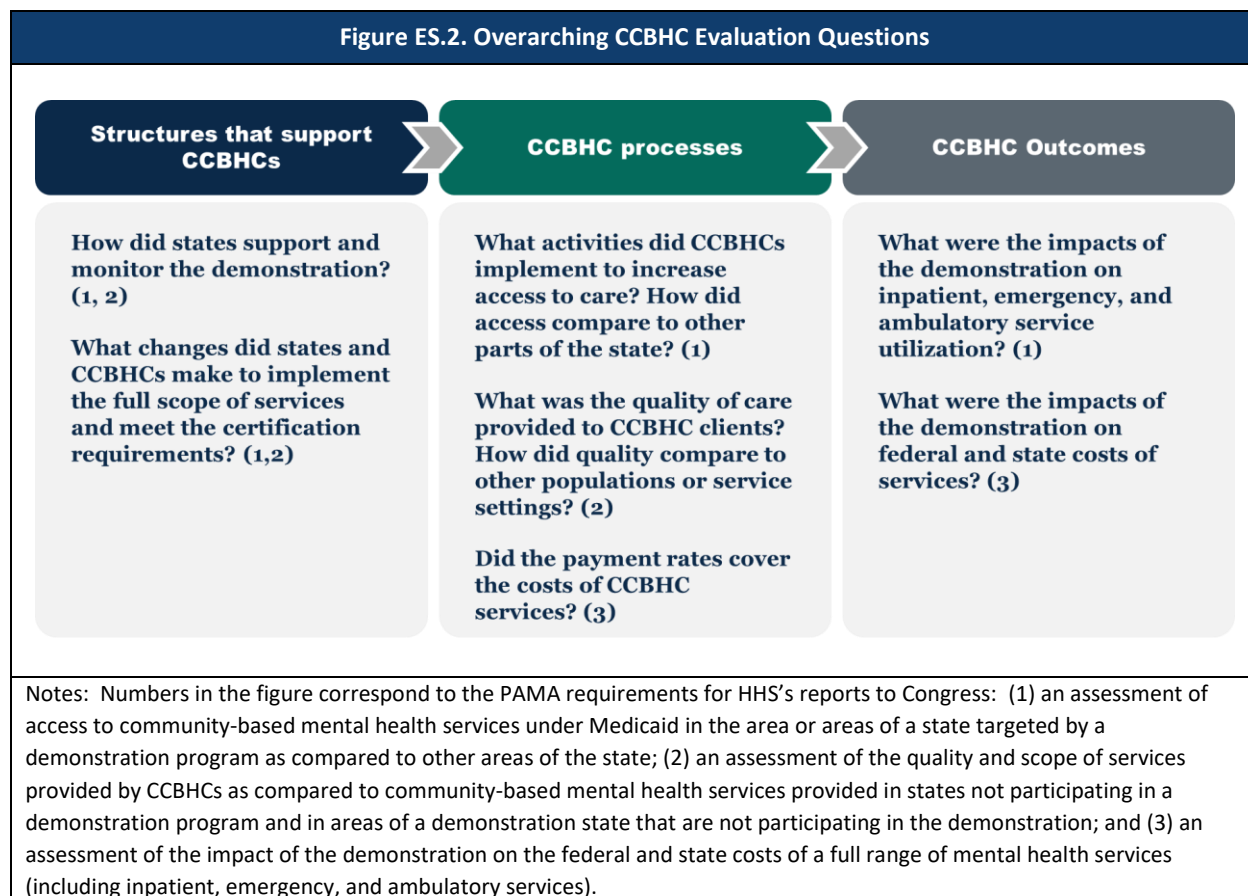 Figure ES.2. Overarching CCBHC Evaluation Questions
Structures that support
CCBHCs
How did states support and
monitor the demonstration?
(1, 2)
What changes did states and
CCBHCs make to implement
the full scope of services
and meet the certification
requirements? (1,2)
CCBHC processes
What activities did CCBHCs
implement to increase
access to care? How did
access compare to other
parts of the state? (1)
What was the quality of care
provided to CCBHC clients?
How did quality compare to
other populations or service
settings? (2)
Did the payment rates cover
the costs of CCBHC
services? (3)
CCBHC Outcomes
What were the impacts of
the demonstration on
inpatient, emergency, and
ambulatory service
utilization? (1)
What were the impacts of
the demonstration on
federal and state costs of
services? (3)
Notes: Numbers in the figure correspond to the PAMA requirements for HHS’s reports to Congress: (1) an assessment of
access to community-based mental health services under Medicaid in the area or areas of a state targeted by a
demonstration program as compared to other areas of the state; (2) an assessment of the quality and scope of services
provided by CCBHCs as compared to community-based mental health services provided in states not participating in a
demonstration program and in areas of a demonstration state that are not participating in the demonstration; and (3) an
assessment of the impact of the demonstration on the federal and state costs of a full range of mental health services
(including inpatient, emergency, and ambulatory services).